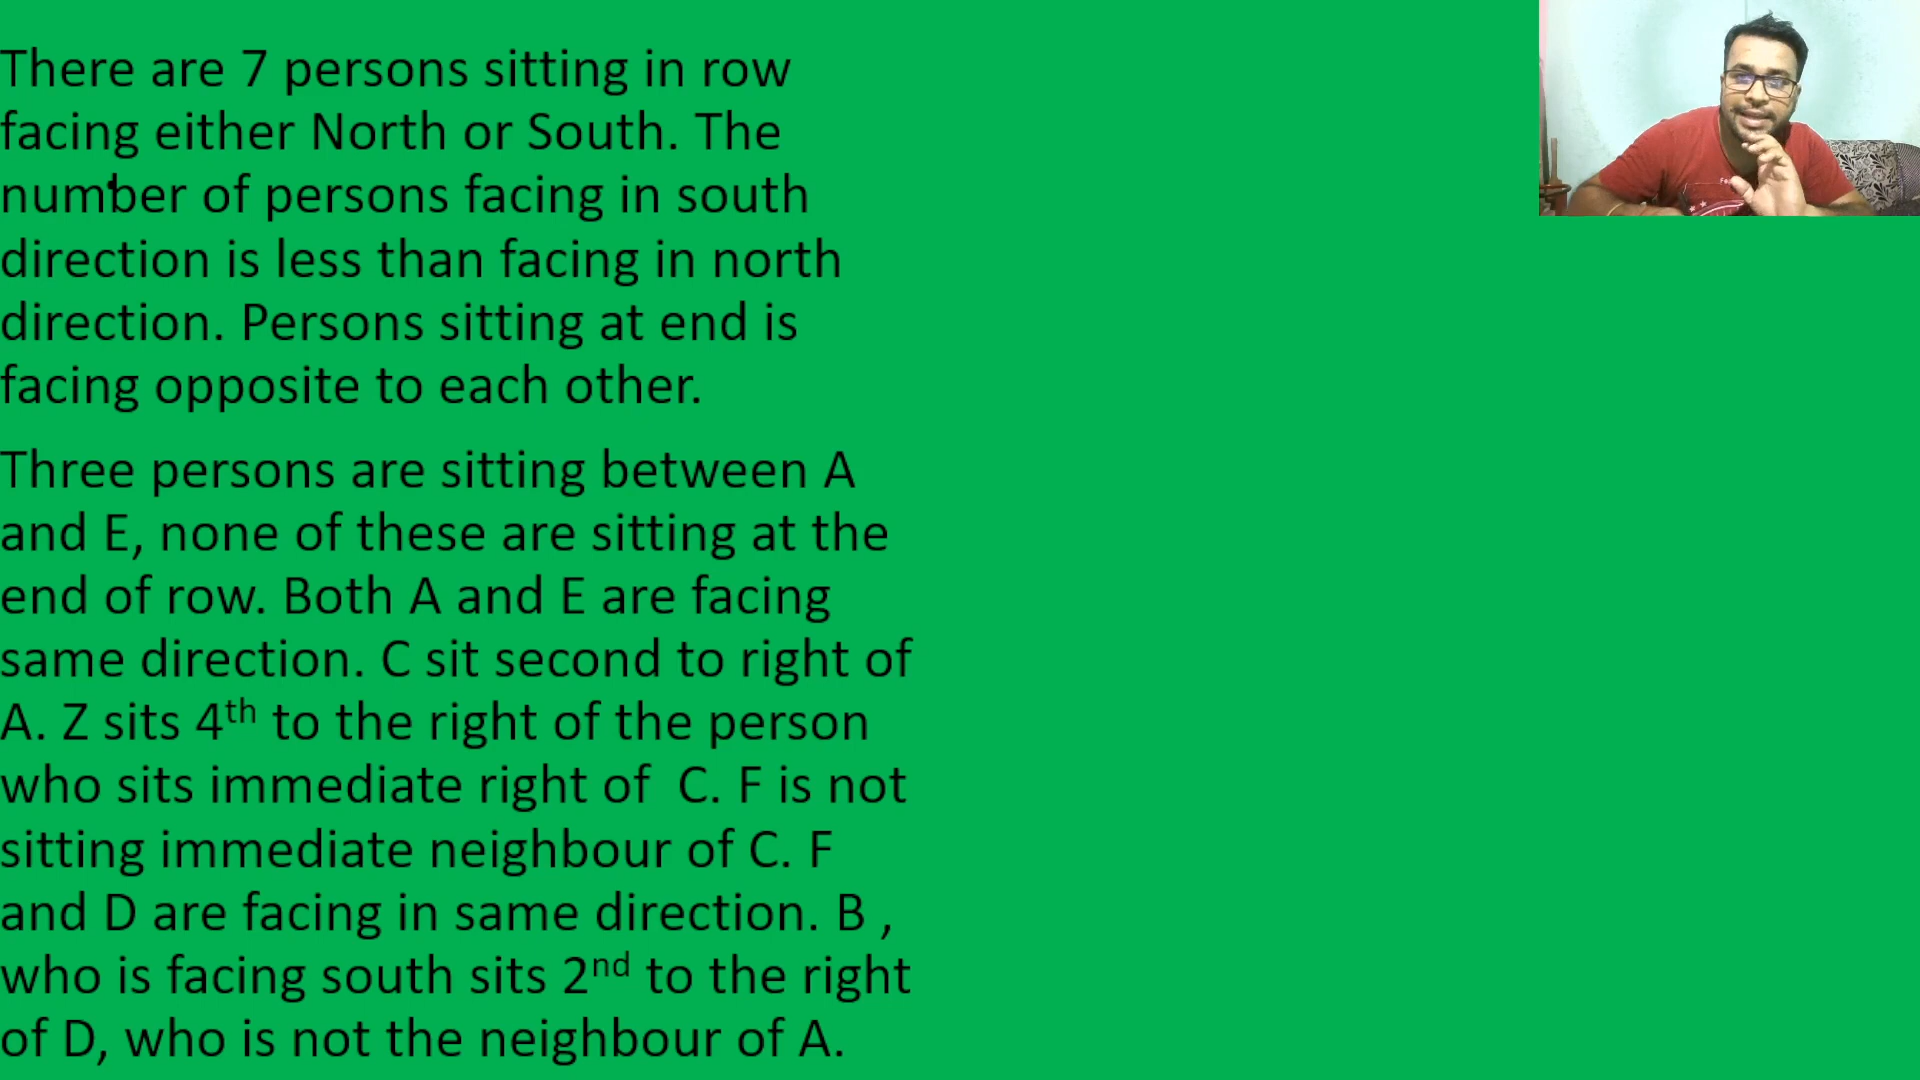 There are 7 persons sitting in row
facing either North or South. The
number of persons facing in south
direction is less than facing in north
direction. Persons sitting at end is
facing opposite to each other.
Three persons are sitting between A
and E, none of these are sitting at the
end of row. Both A and E are facing
same direction. C sit second to right of
A. Z sits 4th to the right of the person
who sits immediate right of  C. F is not
sitting immediate neighbour of C. F
and D are facing in same direction. B ,
who is facing south sits 2nd to the right
of D, who is not the neighbour of A.